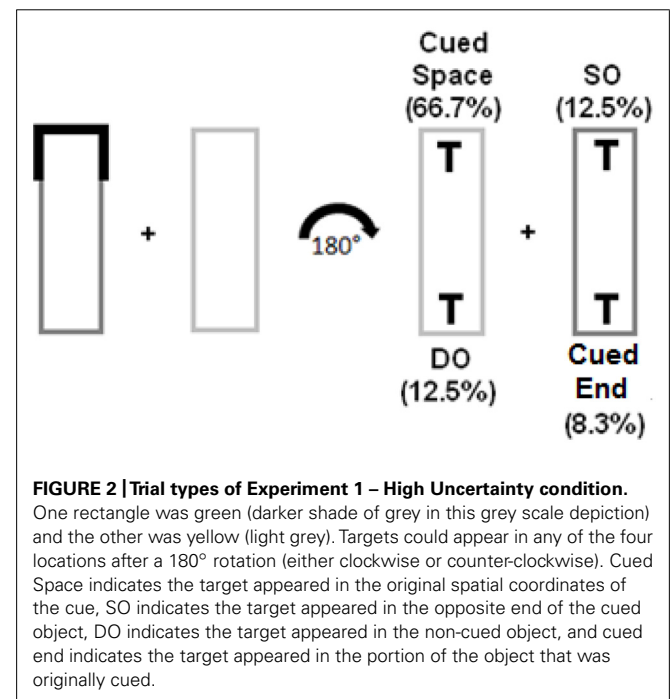 Cued
Space
(66.7%)
SO
(12.5%)
T
T
+
180°
+
T
T
DO
(12.5%)
Cued
End
(8.3%)
FIGURE 2 | Trial types of Experiment 1 – High Uncertainty condition.
One rectangle was green (darker shade of grey in this grey scale depiction)
and the other was yellow (light grey). Targets could appear in any of the four
locations after a 180° rotation (either clockwise or counter-clockwise). Cued
Space indicates the target appeared in the original spatial coordinates of
the cue, SO indicates the target appeared in the opposite end of the cued
object, DO indicates the target appeared in the non-cued object, and cued
end indicates the target appeared in the portion of the object that was
originally cued.